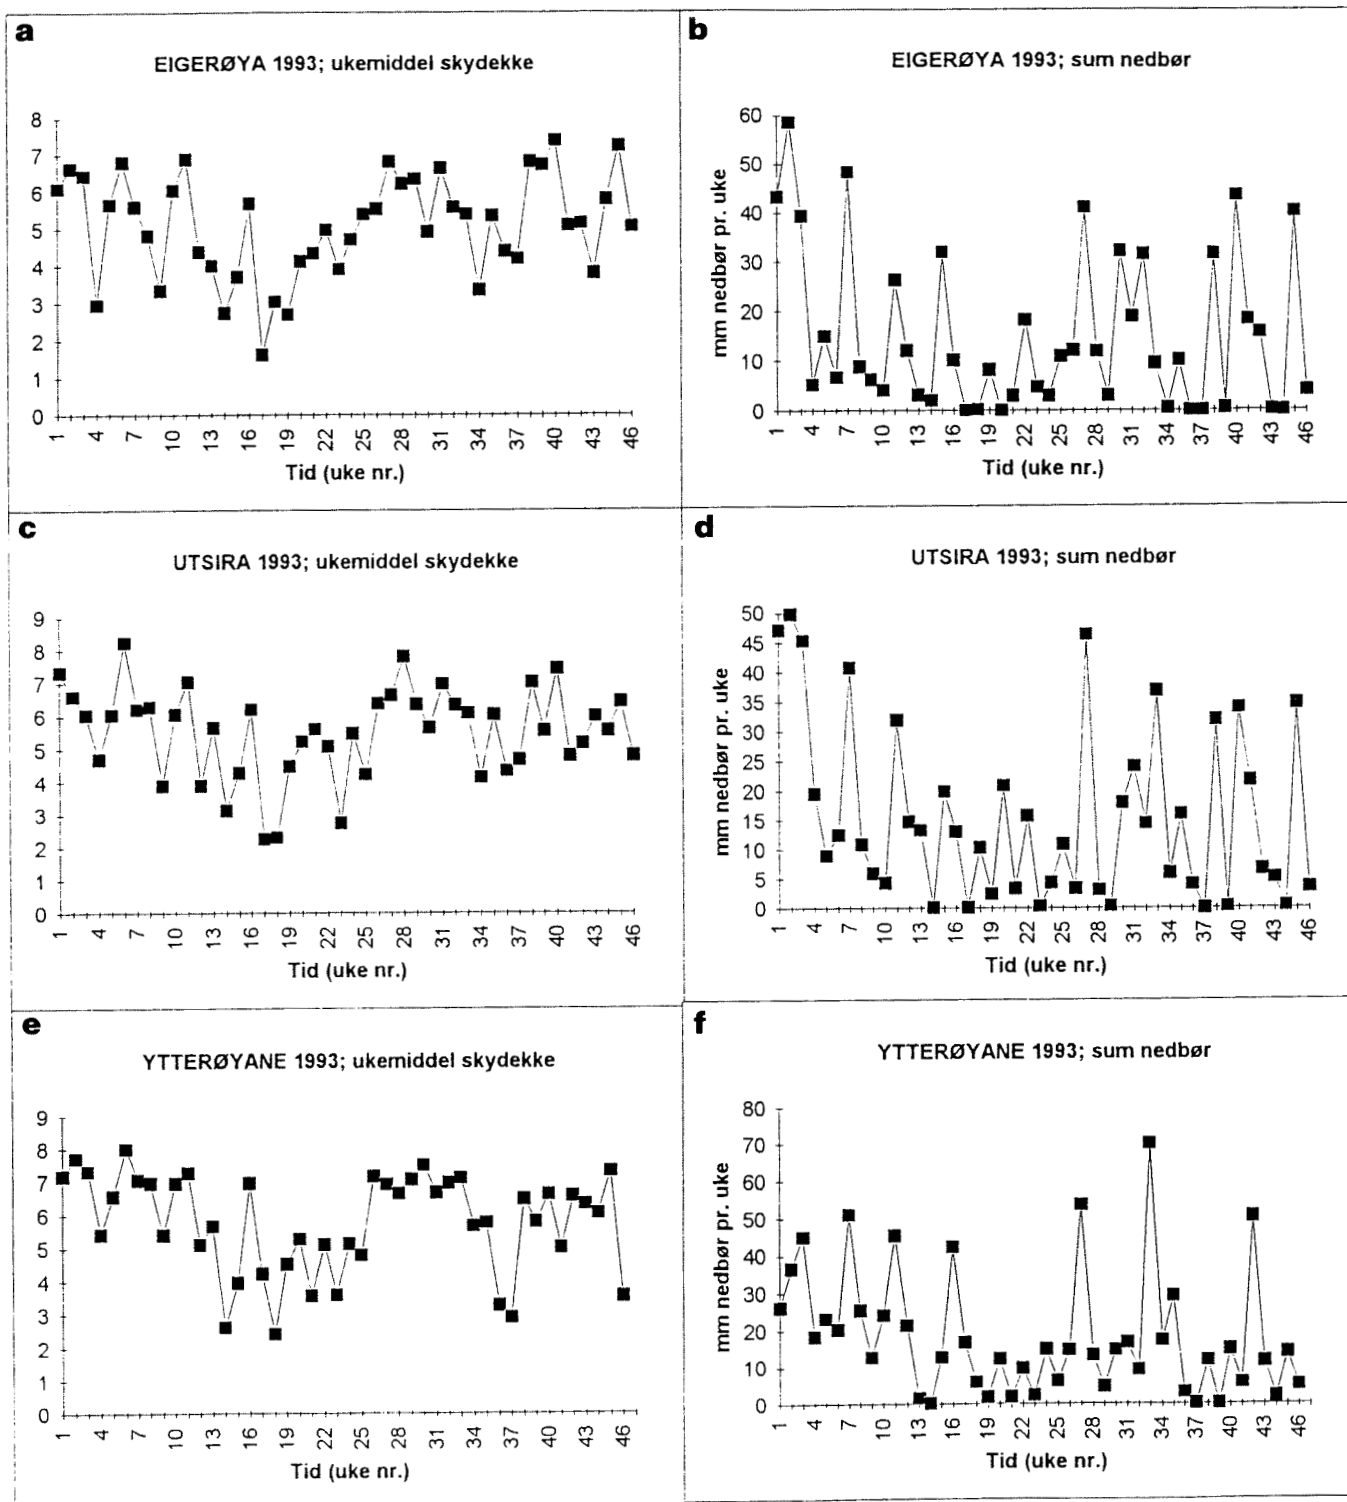 a
EIGERØYA 1993; ukemiddel skydekke
8
7
6
5
4
3
2
1
0
1 4 7 10 13 16 19 22 25 28 31 34 37 40 43 46
Tid (uke nr.)
b
EIGERØYA 1993; sum nedbør
mm nedbør pr. uke
60
50
40
30
20
10
0
1 4 7 10 13 16 19 22 25 28 31 34 37 40 43 46
Tid (uke nr.)
c
UTSIRA 1993; ukemiddel skydekke
9
8
7
6
5
4
3
2
1
0
1 4 7 10 13 16 19 22 25 28 31 34 37 40 43 46
Tid (uke nr.)
d
UTSIRA 1993; sum nedbør
mm nedbør pr. uke
50
45
40
35
30
25
20
15
10
5
0
1 4 7 10 13 16 19 22 25 28 31 34 37 40 43 46
Tid (uke nr.)
e
YTTERØYANE 1993; ukemiddel skydekke
9
8
7
6
5
4
3
2
1
0
1 4 7 10 13 16 19 22 25 28 31 34 37 40 43 46
Tid (uke nr.)
f
YTTERØYANE 1993; sum nedbør
mm nedbør pr. uke
80
70
60
50
40
30
20
10
0
1 4 7 10 13 16 19 22 25 28 31 34 37 40 43 46
Tid (uke nr.)